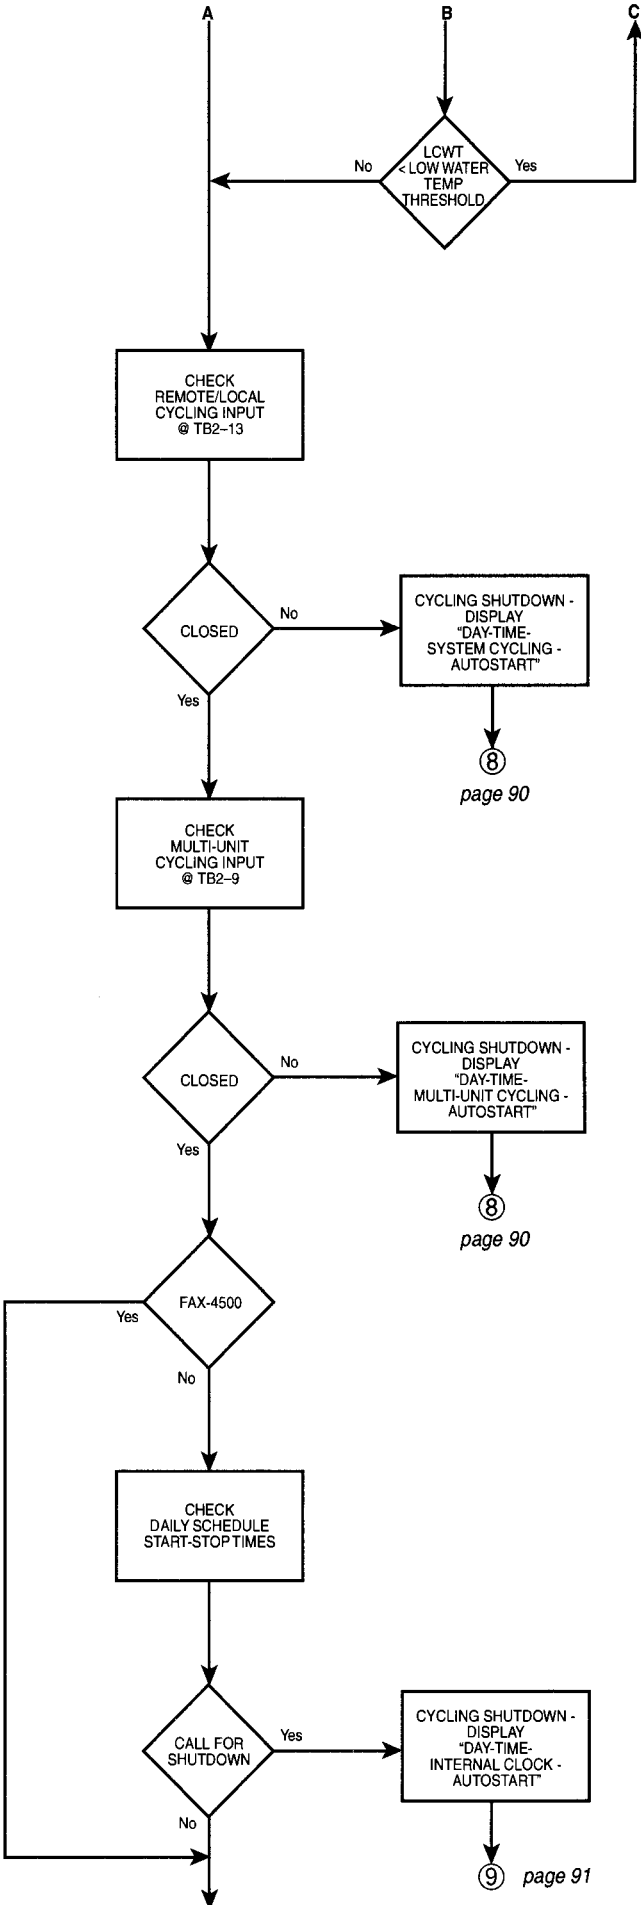 A
B
C
LCWT
< LOW WATER
TEMP
THRESHOLD
No
Yes
CHECK
REMOTE/LOCAL
CYCLING INPUT
@ TB2–13
CLOSED
No
Yes
CYCLING SHUTDOWN -
DISPLAY
“DAY-TIME-
SYSTEM CYCLING -
AUTOSTART”
8
page 90
CHECK
MULTI-UNIT
CYCLING INPUT
@ TB2–9
CLOSED
No
Yes
CYCLING SHUTDOWN -
DISPLAY
“DAY-TIME-
MULTI-UNIT CYCLING -
AUTOSTART”
8
page 90
FAX-4500
Yes
No
CHECK
DAILY SCHEDULE
START-STOP TIMES
CALL FOR
SHUTDOWN
Yes
No
CYCLING SHUTDOWN -
DISPLAY
“DAY-TIME-
INTERNAL CLOCK -
AUTOSTART”
9 page 91